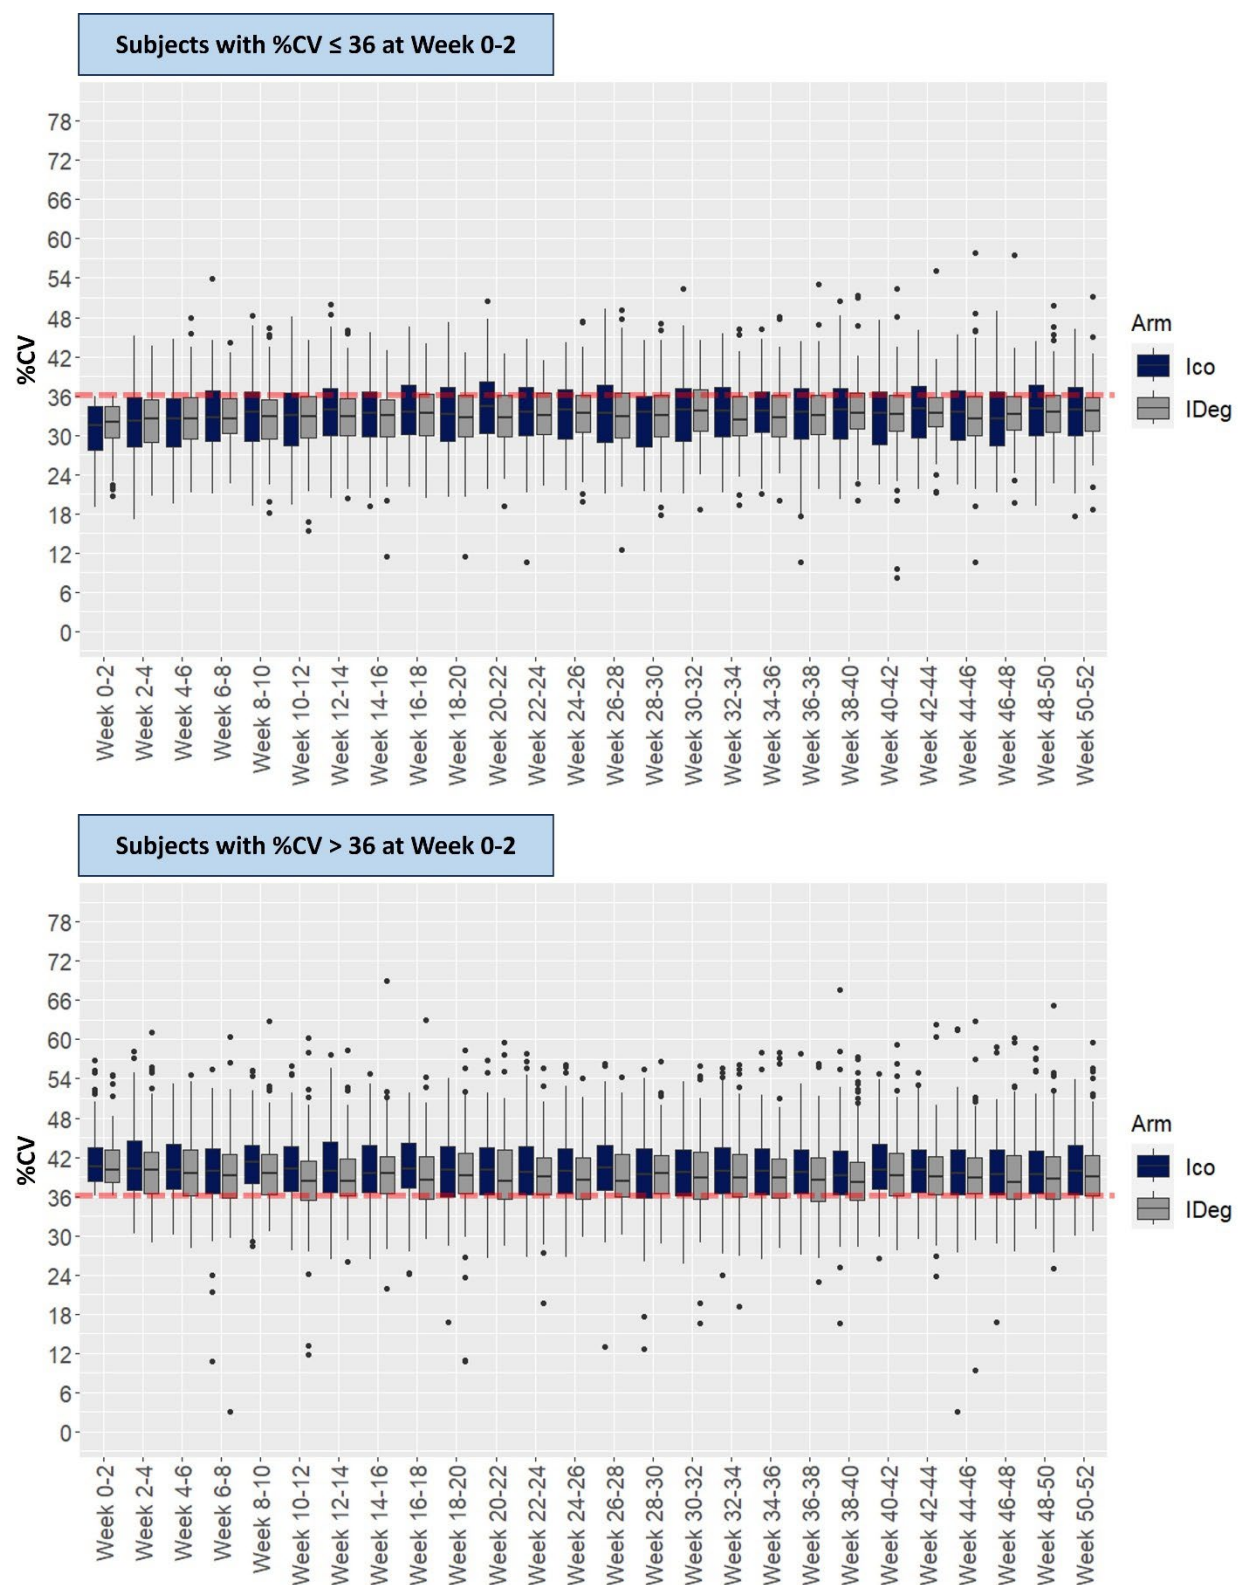 Subjects with %CV ≤ 36 at Week 0-2
%CV
78
72
66
60
54
48
42
36
30
24
18
12
6
0
Week 0-2
Week 2-4
Week 4-6
Week 6-8
Week 8-10
Week 10-12
Week 12-14
Week 14-16
Week 16-18
Week 18-20
Week 20-22
Week 22-24
Week 24-26
Week 26-28
Week 28-30
Week 30-32
Week 32-34
Week 34-36
Week 36-38
Week 38-40
Week 40-42
Week 42-44
Week 44-46
Week 46-48
Week 48-50
Week 50-52
Arm
Ico
IDeg
Subjects with %CV > 36 at Week 0-2
%CV
78
72
66
60
54
48
42
36
30
24
18
12
6
0
Week 0-2
Week 2-4
Week 4-6
Week 6-8
Week 8-10
Week 10-12
Week 12-14
Week 14-16
Week 16-18
Week 18-20
Week 20-22
Week 22-24
Week 24-26
Week 26-28
Week 28-30
Week 30-32
Week 32-34
Week 34-36
Week 36-38
Week 38-40
Week 40-42
Week 42-44
Week 44-46
Week 46-48
Week 48-50
Week 50-52
Arm
Ico
IDeg